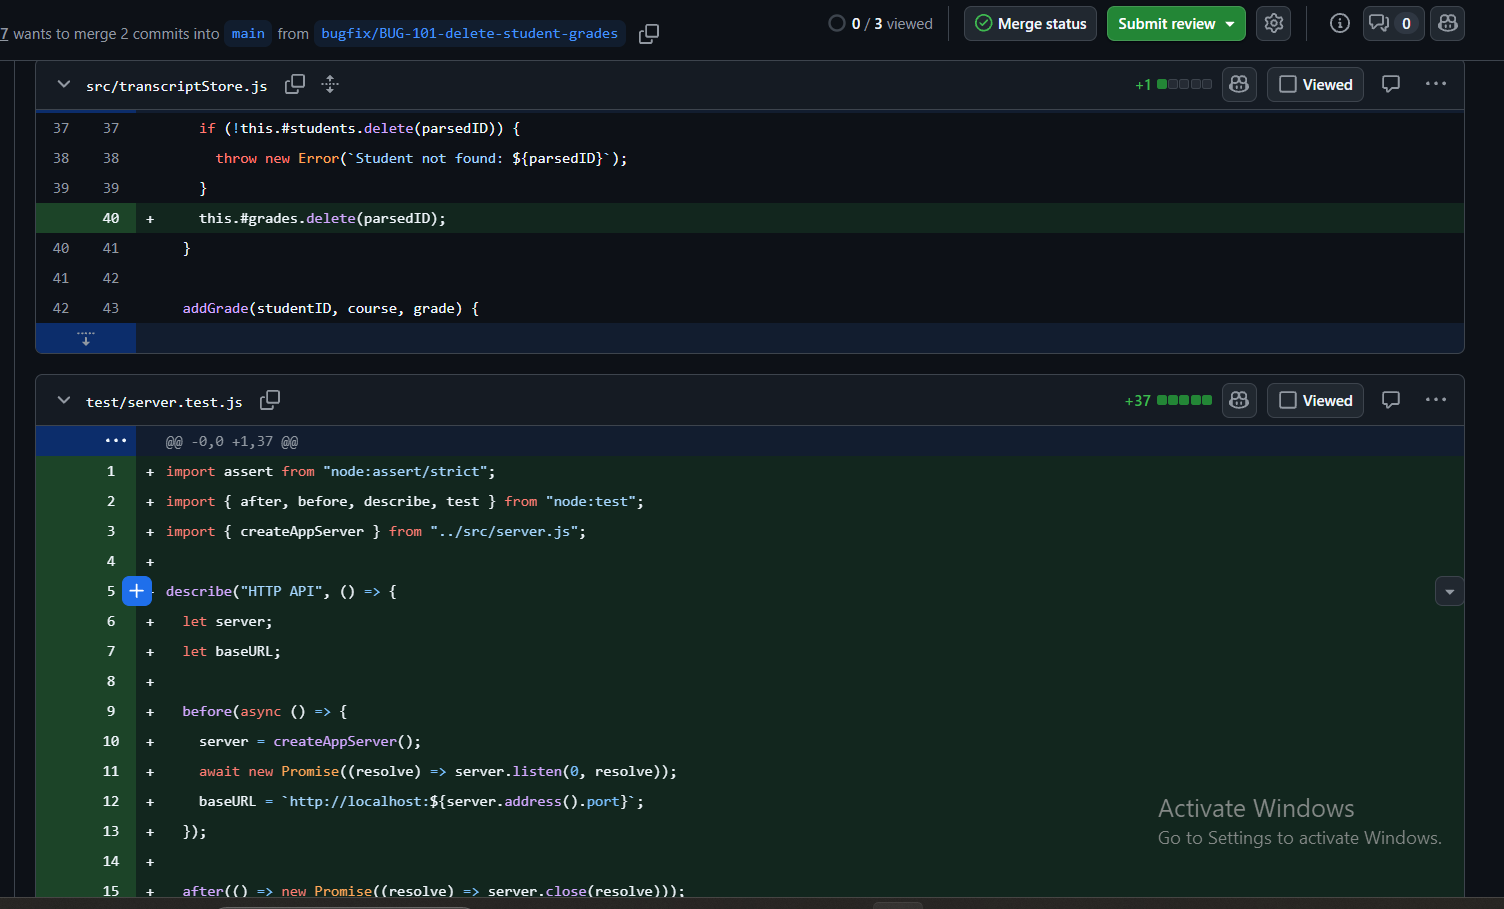 7 wants to merge 2 commits into main from bugfix/BUG-101-delete-student-grades
0 / 3 viewed
Merge status
Submit review
0
src/transcriptStore.js
+1
Viewed
37 37 if (!this.#students.delete(parsedID)) {
38 38 throw new Error(`Student not found: ${parsedID}`);
39 39 }
40 + this.#grades.delete(parsedID);
40 41 }
41 42
42 43 addGrade(studentID, course, grade) {
test/server.test.js
+37
Viewed
@@ -0,0 +1,37 @@
1 + import assert from "node:assert/strict";
2 + import { after, before, describe, test } from "node:test";
3 + import { createAppServer } from "../src/server.js";
4 +
5 + describe("HTTP API", () => {
6 + let server;
7 + let baseURL;
8 +
9 + before(async () => {
10 + server = createAppServer();
11 + await new Promise((resolve) => server.listen(0, resolve));
12 + baseURL = `http://localhost:${server.address().port}`;
13 + });
14 +
15 + after(() => new Promise((resolve) => server.close(resolve)));
Activate Windows
Go to Settings to activate Windows.